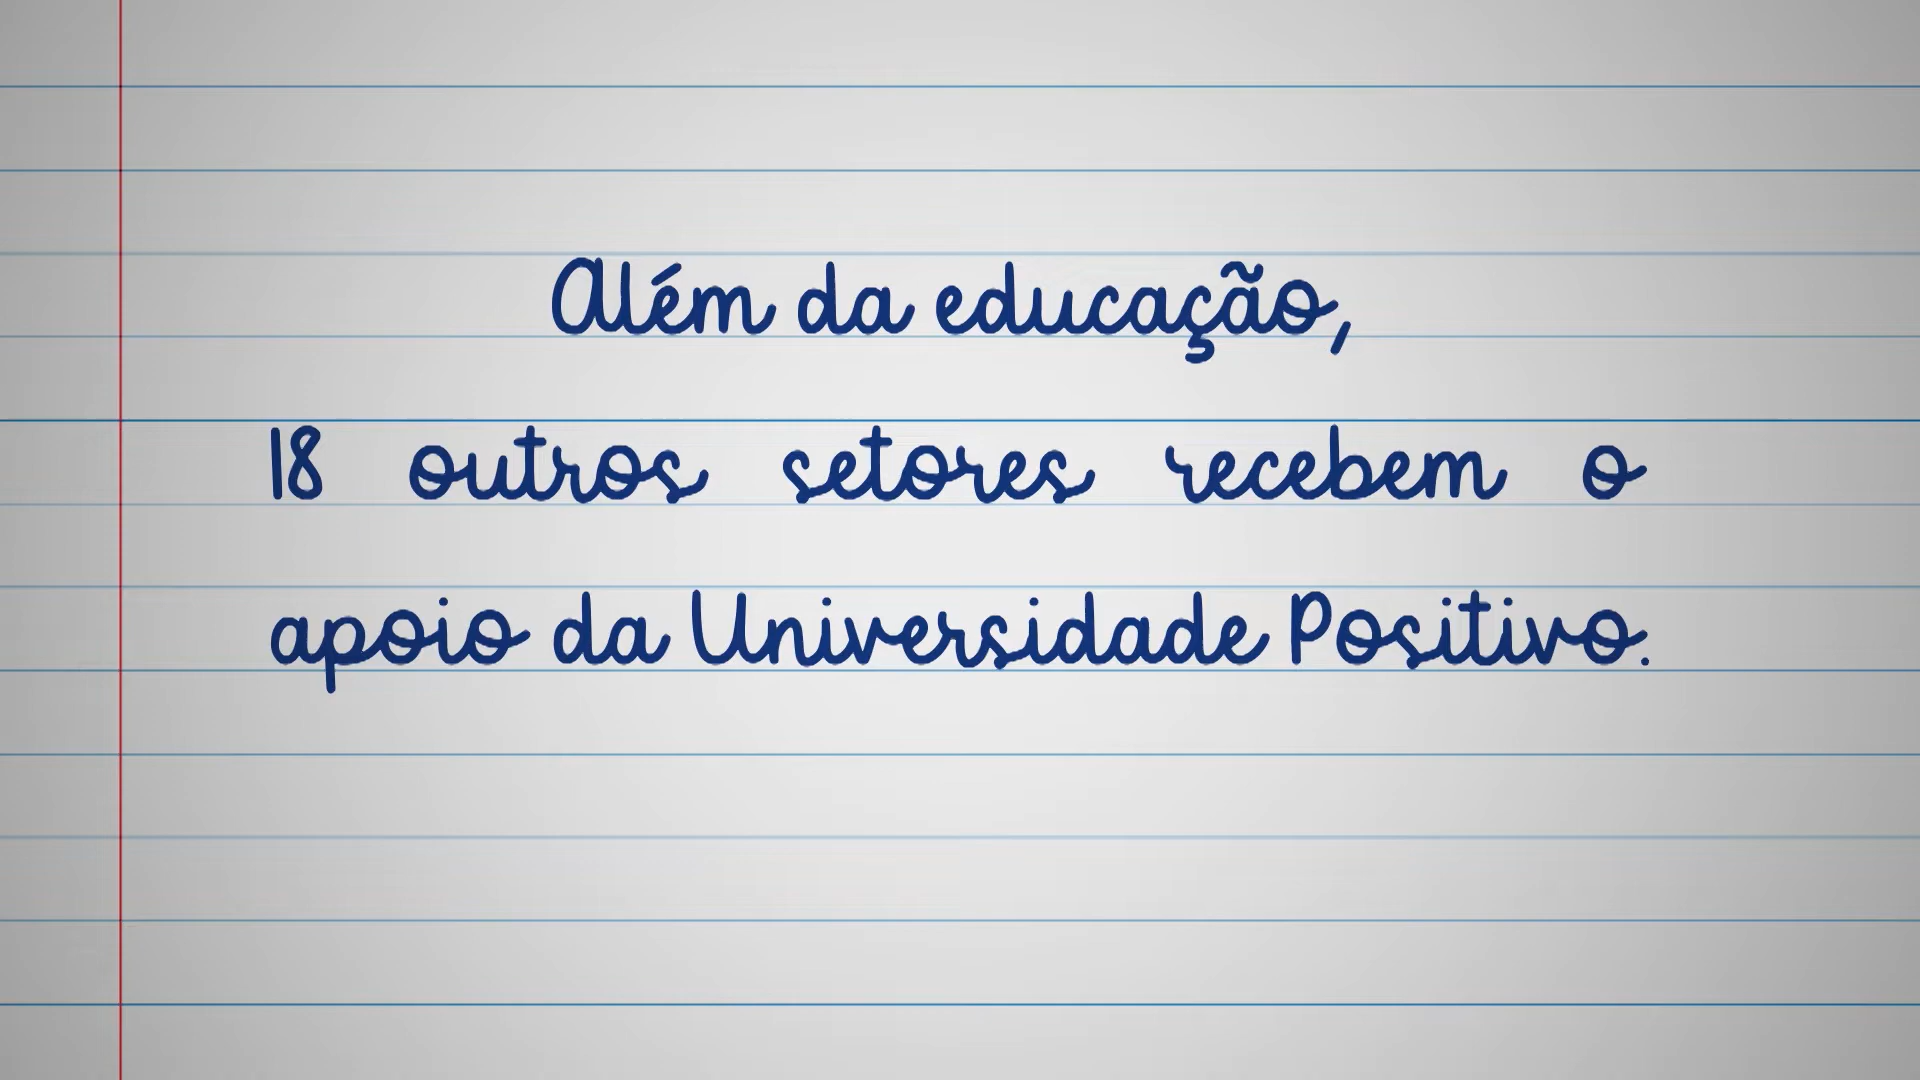 Além da educação,
18 outros setores recebem o
apoio da Universidade Positivo.